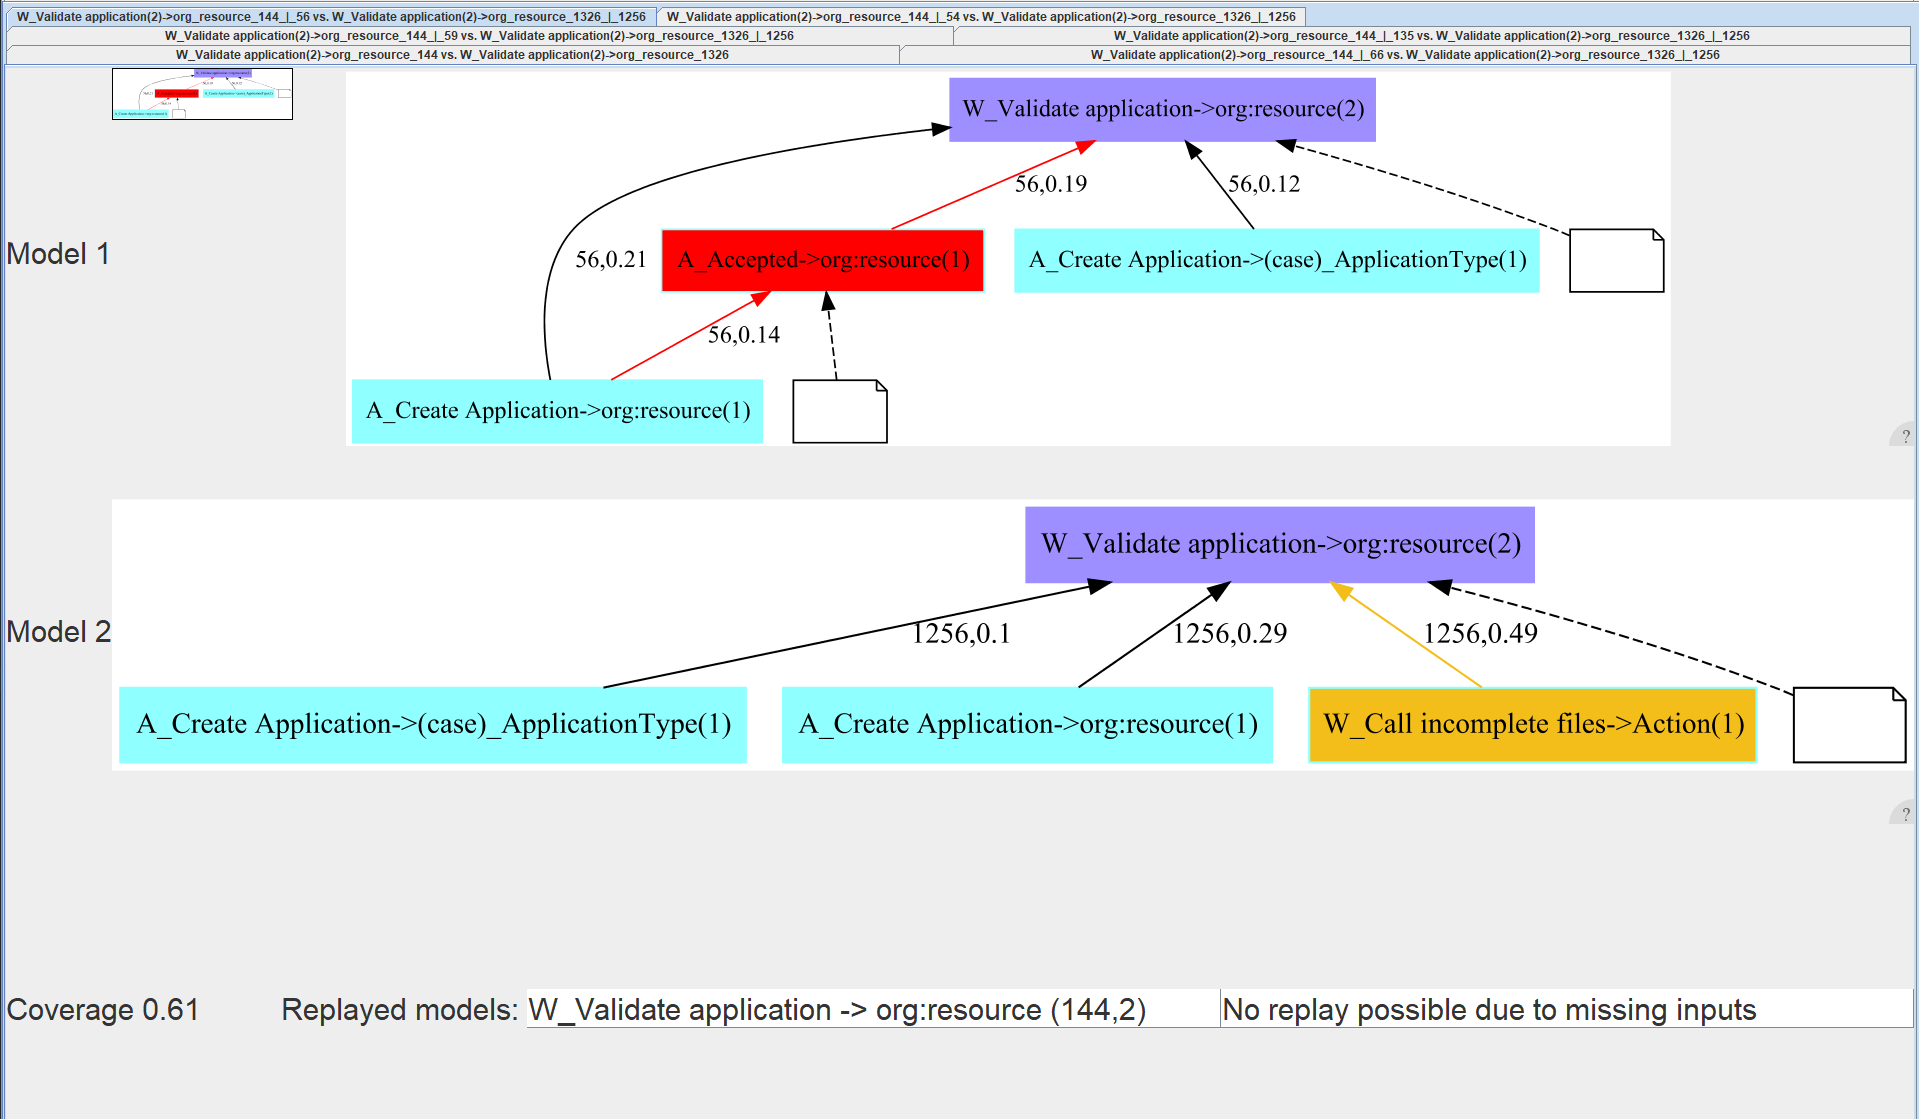 W_Validate application(2)->org_resource_144_|_56 vs. W_Validate application(2)->org_resource_1326_|_1256
W_Validate application(2)->org_resource_144_|_54 vs. W_Validate application(2)->org_resource_1326_|_1256
W_Validate application(2)->org_resource_144_|_59 vs. W_Validate application(2)->org_resource_1326_|_1256
W_Validate application(2)->org_resource_144_|_135 vs. W_Validate application(2)->org_resource_1326_|_1256
W_Validate application(2)->org_resource_144 vs. W_Validate application(2)->org_resource_1326
W_Validate application(2)->org_resource_144_|_66 vs. W_Validate application(2)->org_resource_1326_|_1256
Model 1
W_Validate application->org:resource(2)
56,0.19
56,0.12
56,0.21
A_Accepted->org:resource(1)
A_Create Application->(case)_ApplicationType(1)
56,0.14
A_Create Application->org:resource(1)
?
Model 2
W_Validate application->org:resource(2)
1256,0.1
1256,0.29
1256,0.49
A_Create Application->(case)_ApplicationType(1)
A_Create Application->org:resource(1)
W_Call incomplete files->Action(1)
?
Coverage 0.61
Replayed models:
W_Validate application -> org:resource (144,2)
No replay possible due to missing inputs